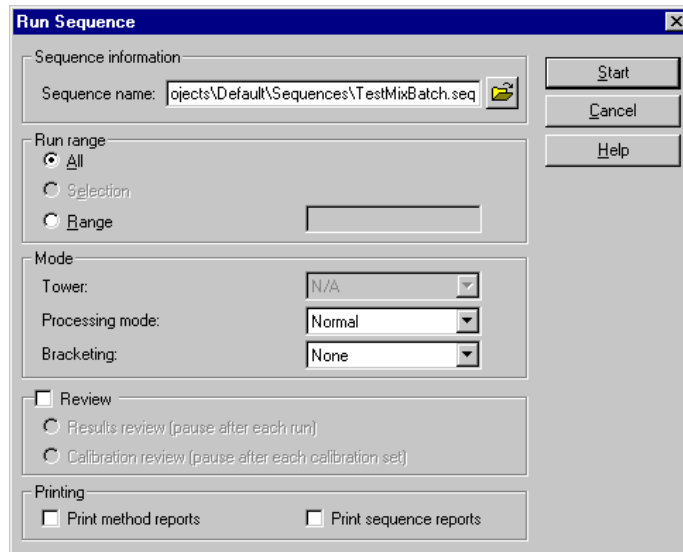 Run Sequence
Sequence information
Sequence name: ojects\Default\Sequences\TestMixBatch.seq
Start
Cancel
Help
Run range
All
Selection
Range
Mode
Tower: N/A
Processing mode: Normal
Bracketing: None
Review
Results review (pause after each run)
Calibration review (pause after each calibration set)
Printing
Print method reports Print sequence reports